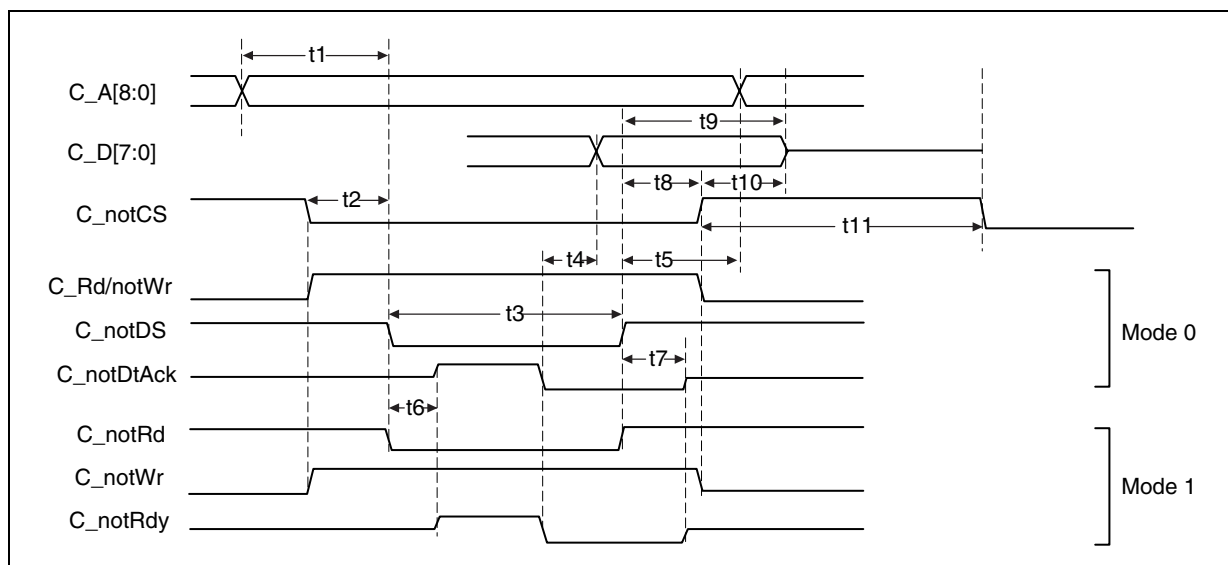 t1
C_A[8:0]
t9
C_D[7:0]
t8
t10
t2
C_notCS
t11
t4
t5
C_Rd/notWr
t3
C_notDS
Mode 0
t7
C_notDtAck
t6
C_notRd
C_notWr
Mode 1
C_notRdy